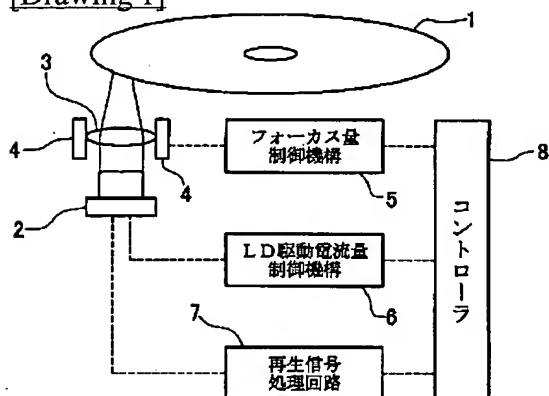 [Drawing 1]
1
3
4
4
2
フォーカス量
制御機構
5
8
コントローラ
LD駆動電流量
制御機構
6
7
再生信号
処理回路